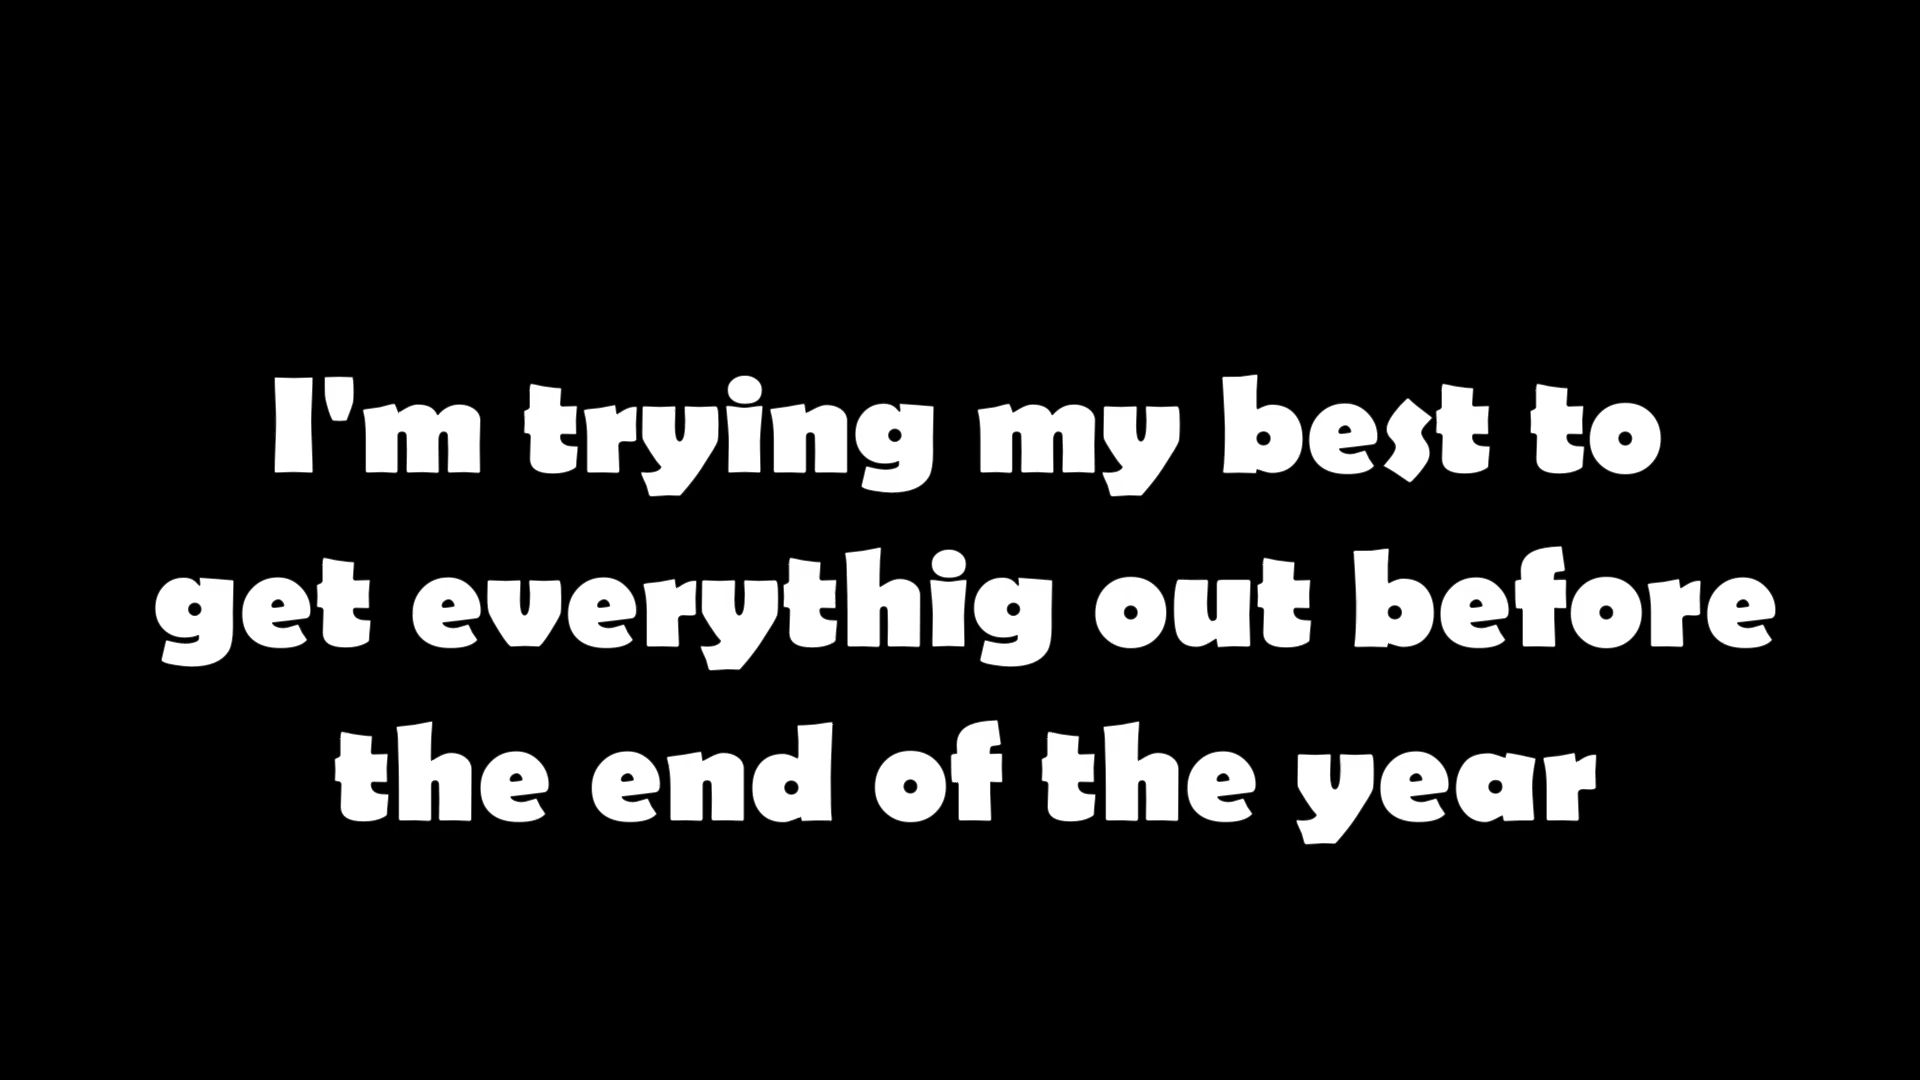 I'm trying my best to
get everythig out before
the end of the year